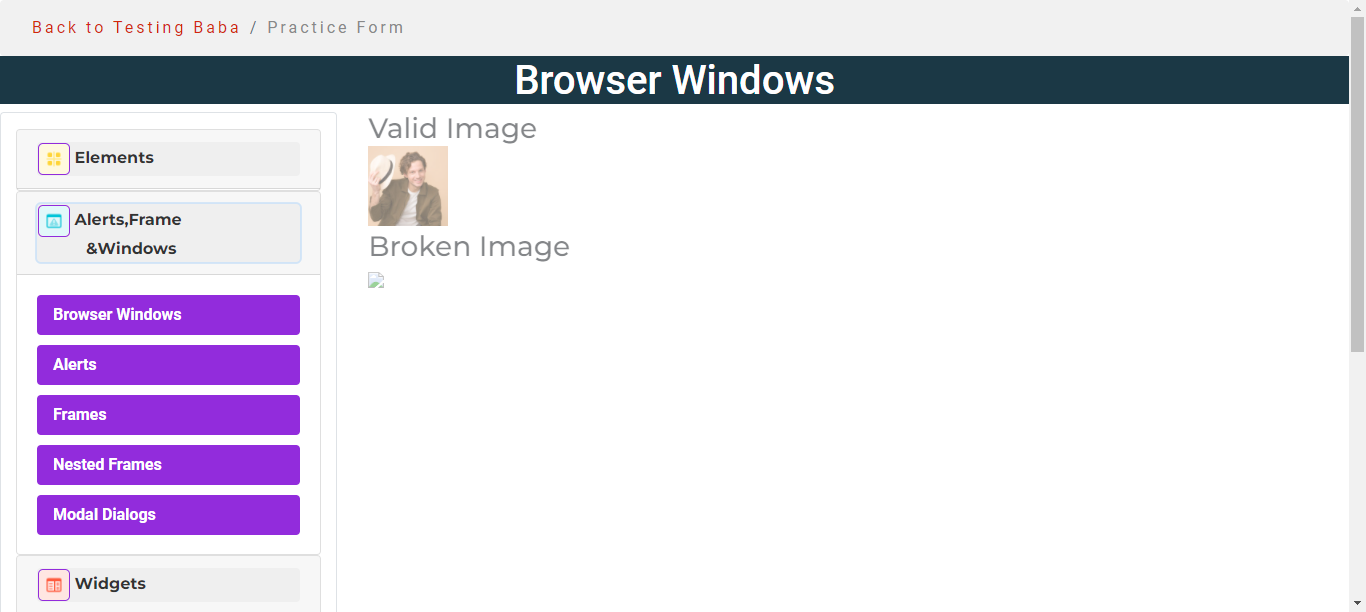 Back to Testing Baba / Practice Form
Browser Windows
Elements
Alerts,Frame
&Windows
Browser Windows
Alerts
Frames
Nested Frames
Modal Dialogs
Widgets
Valid Image
Broken Image